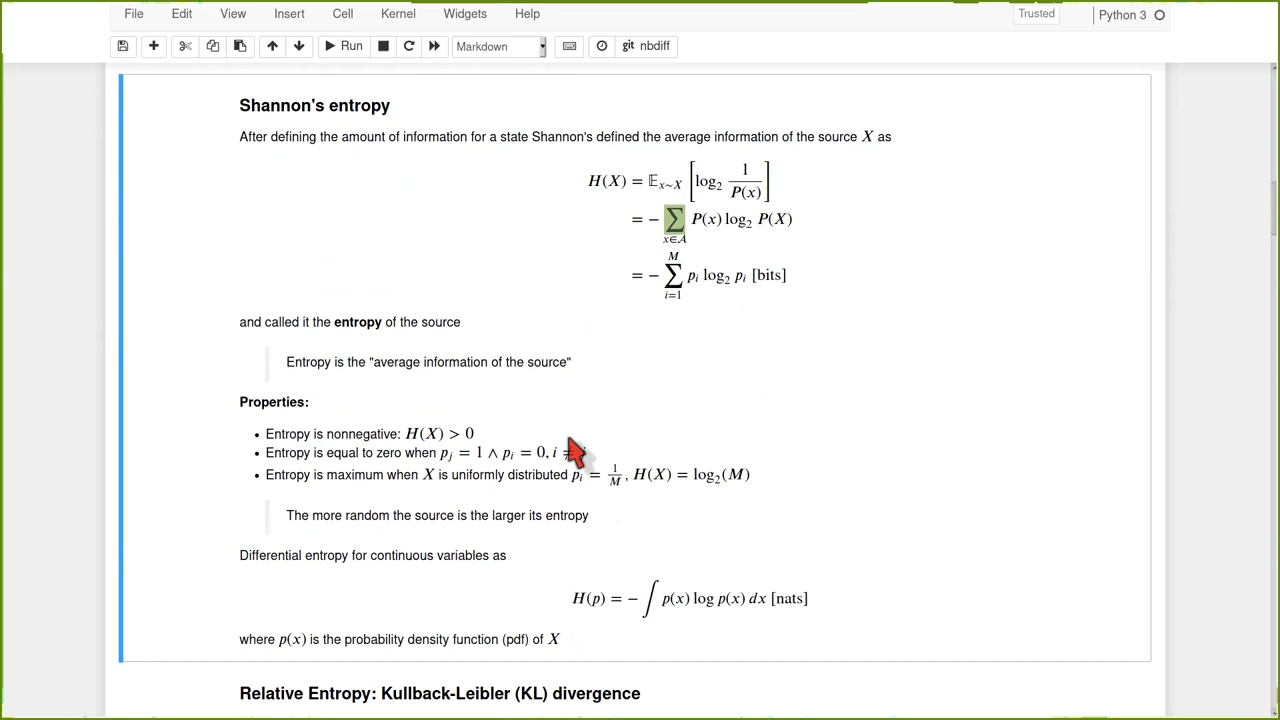 File Edit View Insert Cell Kernel Widgets Help Trusted Python 3
Run Markdown git nbdiff
Shannon's entropy
After defining the amount of information for a state Shannon's defined the average information of the source X as
H(X) = 𝔼ₓ∼X [log₂ 1/P(x)]
= − ∑ x∈𝒜 P(x) log₂ P(X)
= − ∑ i=1 M pᵢ log₂ pᵢ [bits]
and called it the entropy of the source
Entropy is the "average information of the source"
Properties:
• Entropy is nonnegative: H(X) > 0
• Entropy is equal to zero when pⱼ = 1 ∧ pᵢ = 0, i
• Entropy is maximum when X is uniformly distributed pᵢ = 1/M, H(X) = log₂(M)
The more random the source is the larger its entropy
Differential entropy for continuous variables as
H(p) = − ∫ p(x) log p(x) dx [nats]
where p(x) is the probability density function (pdf) of X
Relative Entropy: Kullback-Leibler (KL) divergence